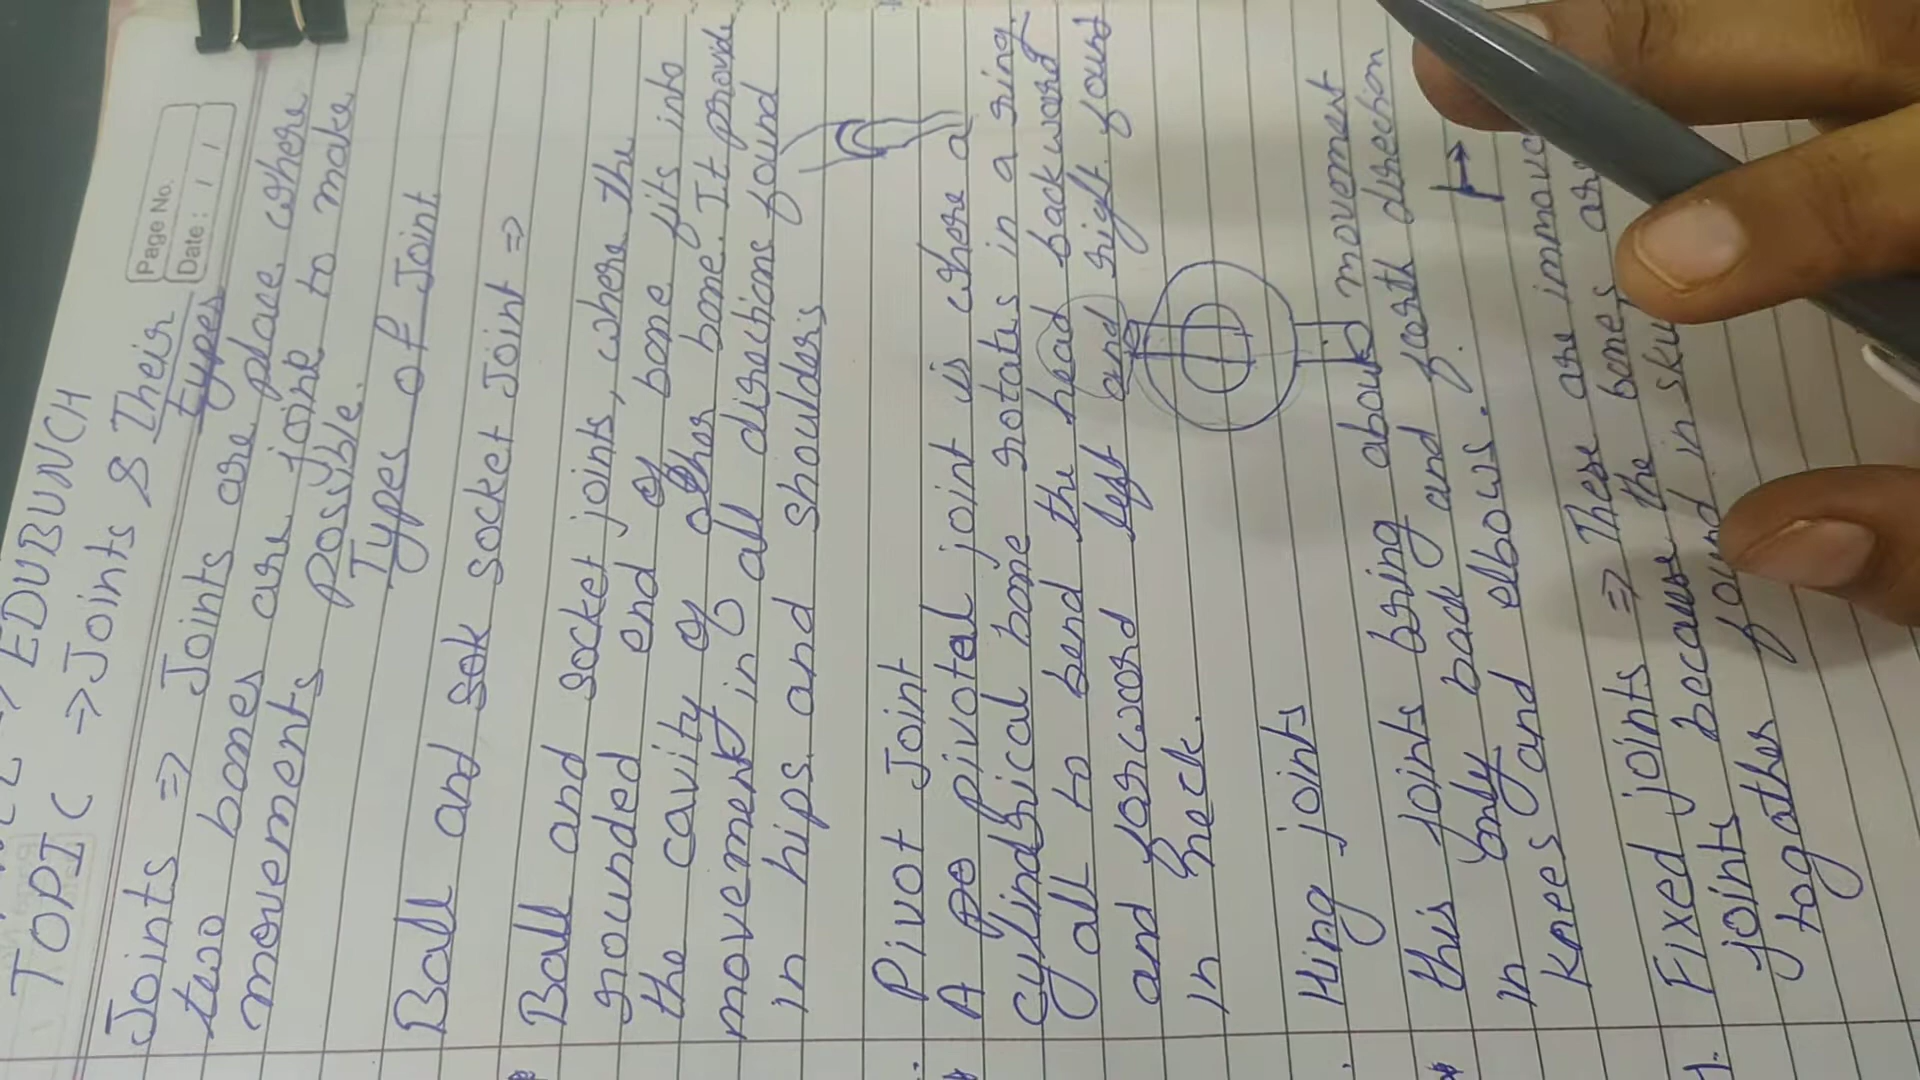 EDUBUNCH
TOPIC → Joints & Their
Types
Page No.
Date: / /
Joints ⇒ Joints are place where
two bones are joine to make
movements possyble.
Types of Joint
Ball and sok socket Joint ⇒
Ball and socket joints, where the
rounded end of bone fits into
the cavity of other bone. It provide
movement in all directions found
in hips and shoulders
Pivot Joint
A pivotal joint is where a
cylindrical bone rotates in a ring.
all to bend the head backward
and forward left and right. found
in neck.
Hing joints
this joints bring about movement
in only back and forth direction
Knees and elbows.
Fixed joints ⇒ These are
joints because the bones are
found in
togather